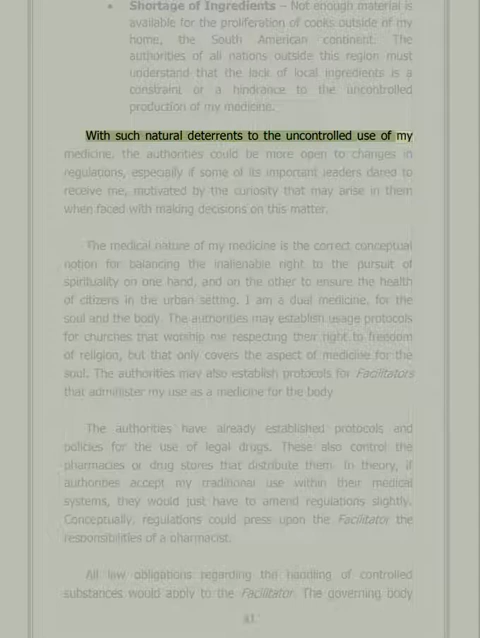 • Shortage of Ingredients – Not enough material is
available for the proliferation of cooks outside of my
home, the South American continent. The
authorities of all nations outside this region must
understand that the lack of local ingredients is a
constraint or a hindrance to the uncontrolled
production of my medicine.
With such natural deterrents to the uncontrolled use of my
medicine, the authorities could be more open to changes in
regulations, especially if some of its important leaders dared to
receive me, motivated by the curiosity that may arise in them
when faced with making decisions on this matter.
The medical nature of my medicine is the correct conceptual
notion for balancing the inalienable right to the pursuit of
spirituality on one hand, and on the other to ensure the health
of citizens in the urban setting. I am a dual medicine, for the
soul and the body. The authorities may establish usage protocols
for churches that worship me respecting their right to freedom
of religion, but that only covers the aspect of medicine for the
soul. The authorities may also establish protocols for Facilitators
that administer my use as a medicine for the body
The authorities have already established protocols and
policies for the use of legal drugs. These also control the
pharmacies or drug stores that distribute them. In theory, if
authorities accept my traditional use within their medical
systems, they would just have to amend regulations slightly.
Conceptually, regulations could press upon the Facilitator the
responsibilities of a pharmacist.
All law obligations regarding the handling of controlled
substances would apply to the Facilitator. The governing body